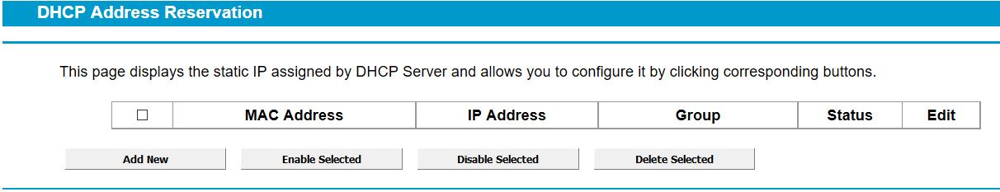 DHCP Address Reservation
This page displays the static IP assigned by DHCP Server and allows you to configure it by clicking corresponding buttons.
MAC Address IP Address Group Status Edit
Add New Enable Selected Disable Selected Delete Selected